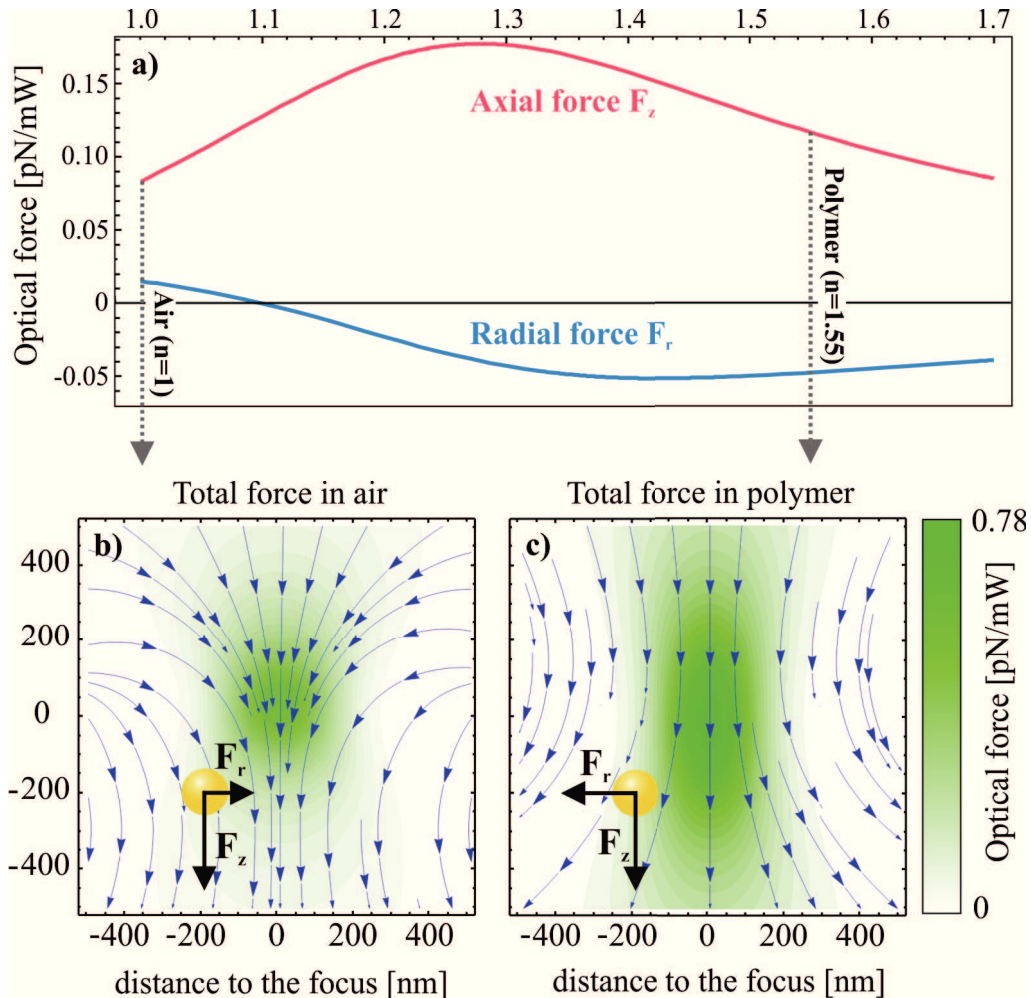 1.0 1.1 1.2 1.3 1.4 1.5 1.6 1.7
a)
Optical force [pN/mW]
0.15
0.10
0.05
0
-0.05
Axial force Fz
Radial force Fr
Air (n=1)
Polymer (n=1.55)
Total force in air
Total force in polymer
b)
400
200
0
-200
-400
Fr
Fz
-400 -200 0 200 400
distance to the focus [nm]
c)
Fr
Fz
-400 -200 0 200 400
distance to the focus [nm]
0.78
Optical force [pN/mW]
0